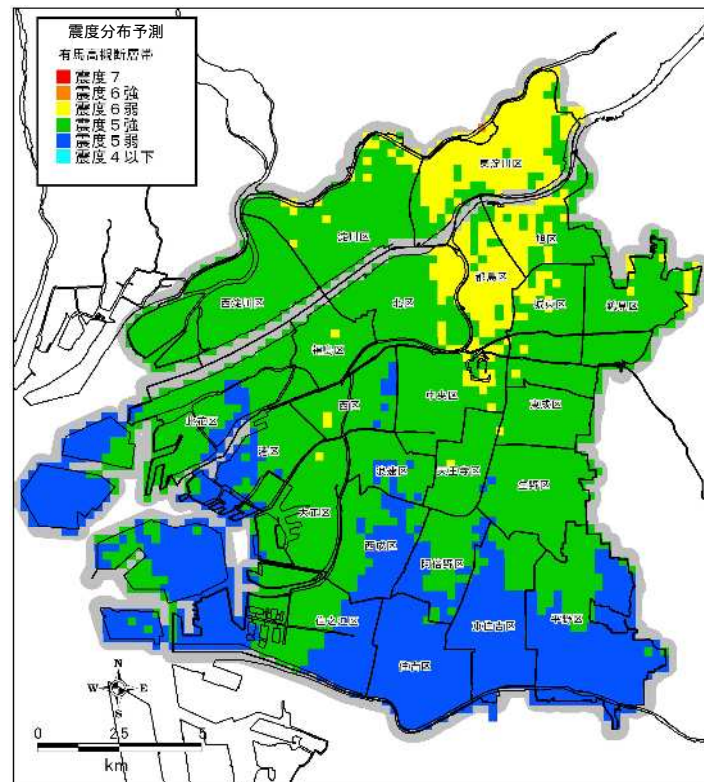 震度分布予測
有馬高槻断層帯
震度７
震度６強
震度６弱
震度５強
震度５弱
震度４以下
東淀川区
淀川区
旭区
都島区
西淀川区
北区
城東区
鶴見区
福島区
此花区
西区
中央区
東成区
港区
浪速区
天王寺区
生野区
大正区
西成区
阿倍野区
住之江区
東住吉区
平野区
住吉区
N
W E
S
0 2.5 5
km